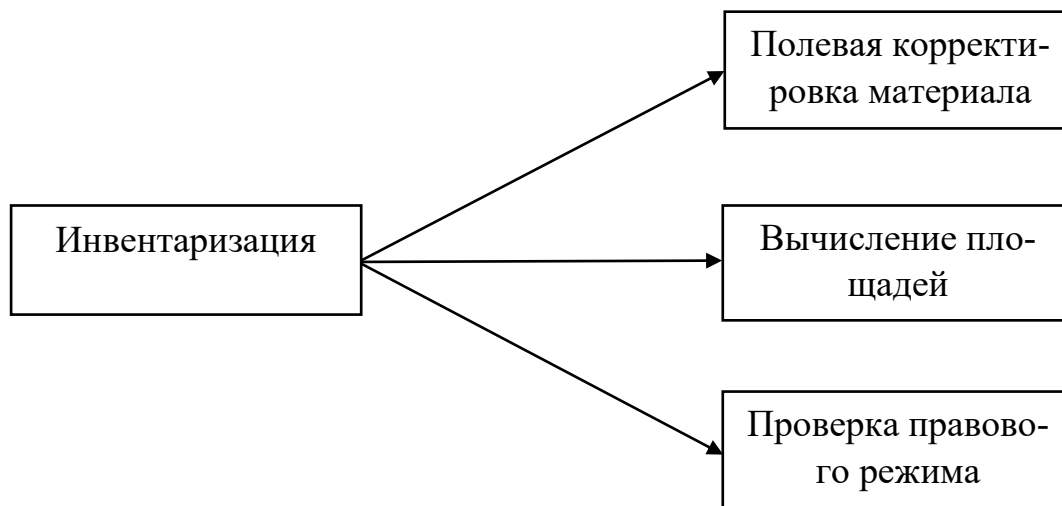 Полевая корректи-
ровка материала
Инвентаризация
Вычисление пло-
щадей
Проверка правово-
го режима